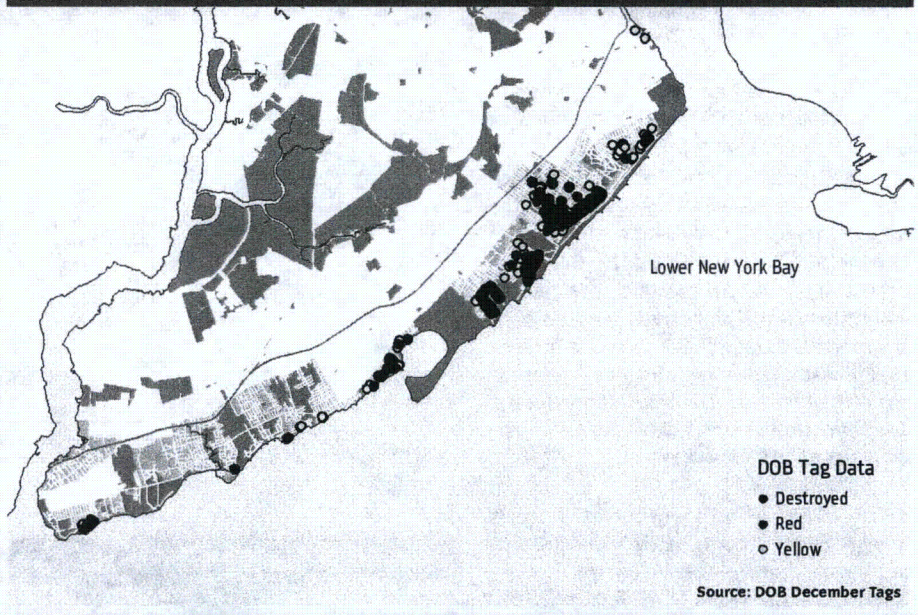 Lower New York Bay
DOB Tag Data
Destroyed
Red
Yellow
Source: DOB December Tags